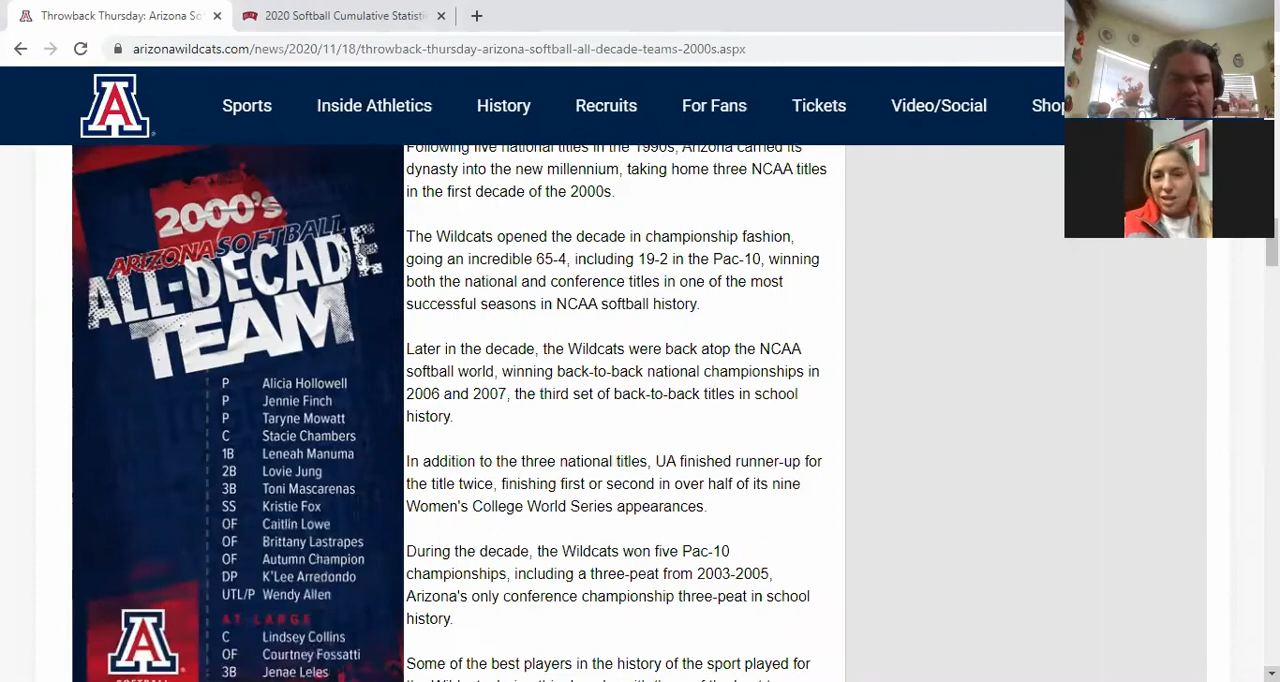 Throwback Thursday: Arizona So
2020 Softball Cumulative Statisti
arizonawildcats.com/news/2020/11/18/throwback-thursday-arizona-softball-all-decade-teams-2000s.aspx
A
Sports
Inside Athletics
History
Recruits
For Fans
Tickets
Video/Social
Shop
2000's
ARIZONA SOFTBALL
ALL-DECADE
TEAM
P Alicia Hollowell
P Jennie Finch
P Taryne Mowatt
C Stacie Chambers
1B Leneah Manuma
2B Lovie Jung
3B Toni Mascarenas
SS Kristie Fox
OF Caitlin Lowe
OF Brittany Lastrapes
OF Autumn Champion
DP K'Lee Arredondo
UTL/P Wendy Allen
AT-LARGE
C Lindsey Collins
OF Courtney Fossatti
3B Jenae Leles
A
SOFTBALL
Following five national titles in the 1990s, Arizona carried its
dynasty into the new millennium, taking home three NCAA titles
in the first decade of the 2000s.
The Wildcats opened the decade in championship fashion,
going an incredible 65-4, including 19-2 in the Pac-10, winning
both the national and conference titles in one of the most
successful seasons in NCAA softball history.
Later in the decade, the Wildcats were back atop the NCAA
softball world, winning back-to-back national championships in
2006 and 2007, the third set of back-to-back titles in school
history.
In addition to the three national titles, UA finished runner-up for
the title twice, finishing first or second in over half of its nine
Women's College World Series appearances.
During the decade, the Wildcats won five Pac-10
championships, including a three-peat from 2003-2005,
Arizona's only conference championship three-peat in school
history.
Some of the best players in the history of the sport played for